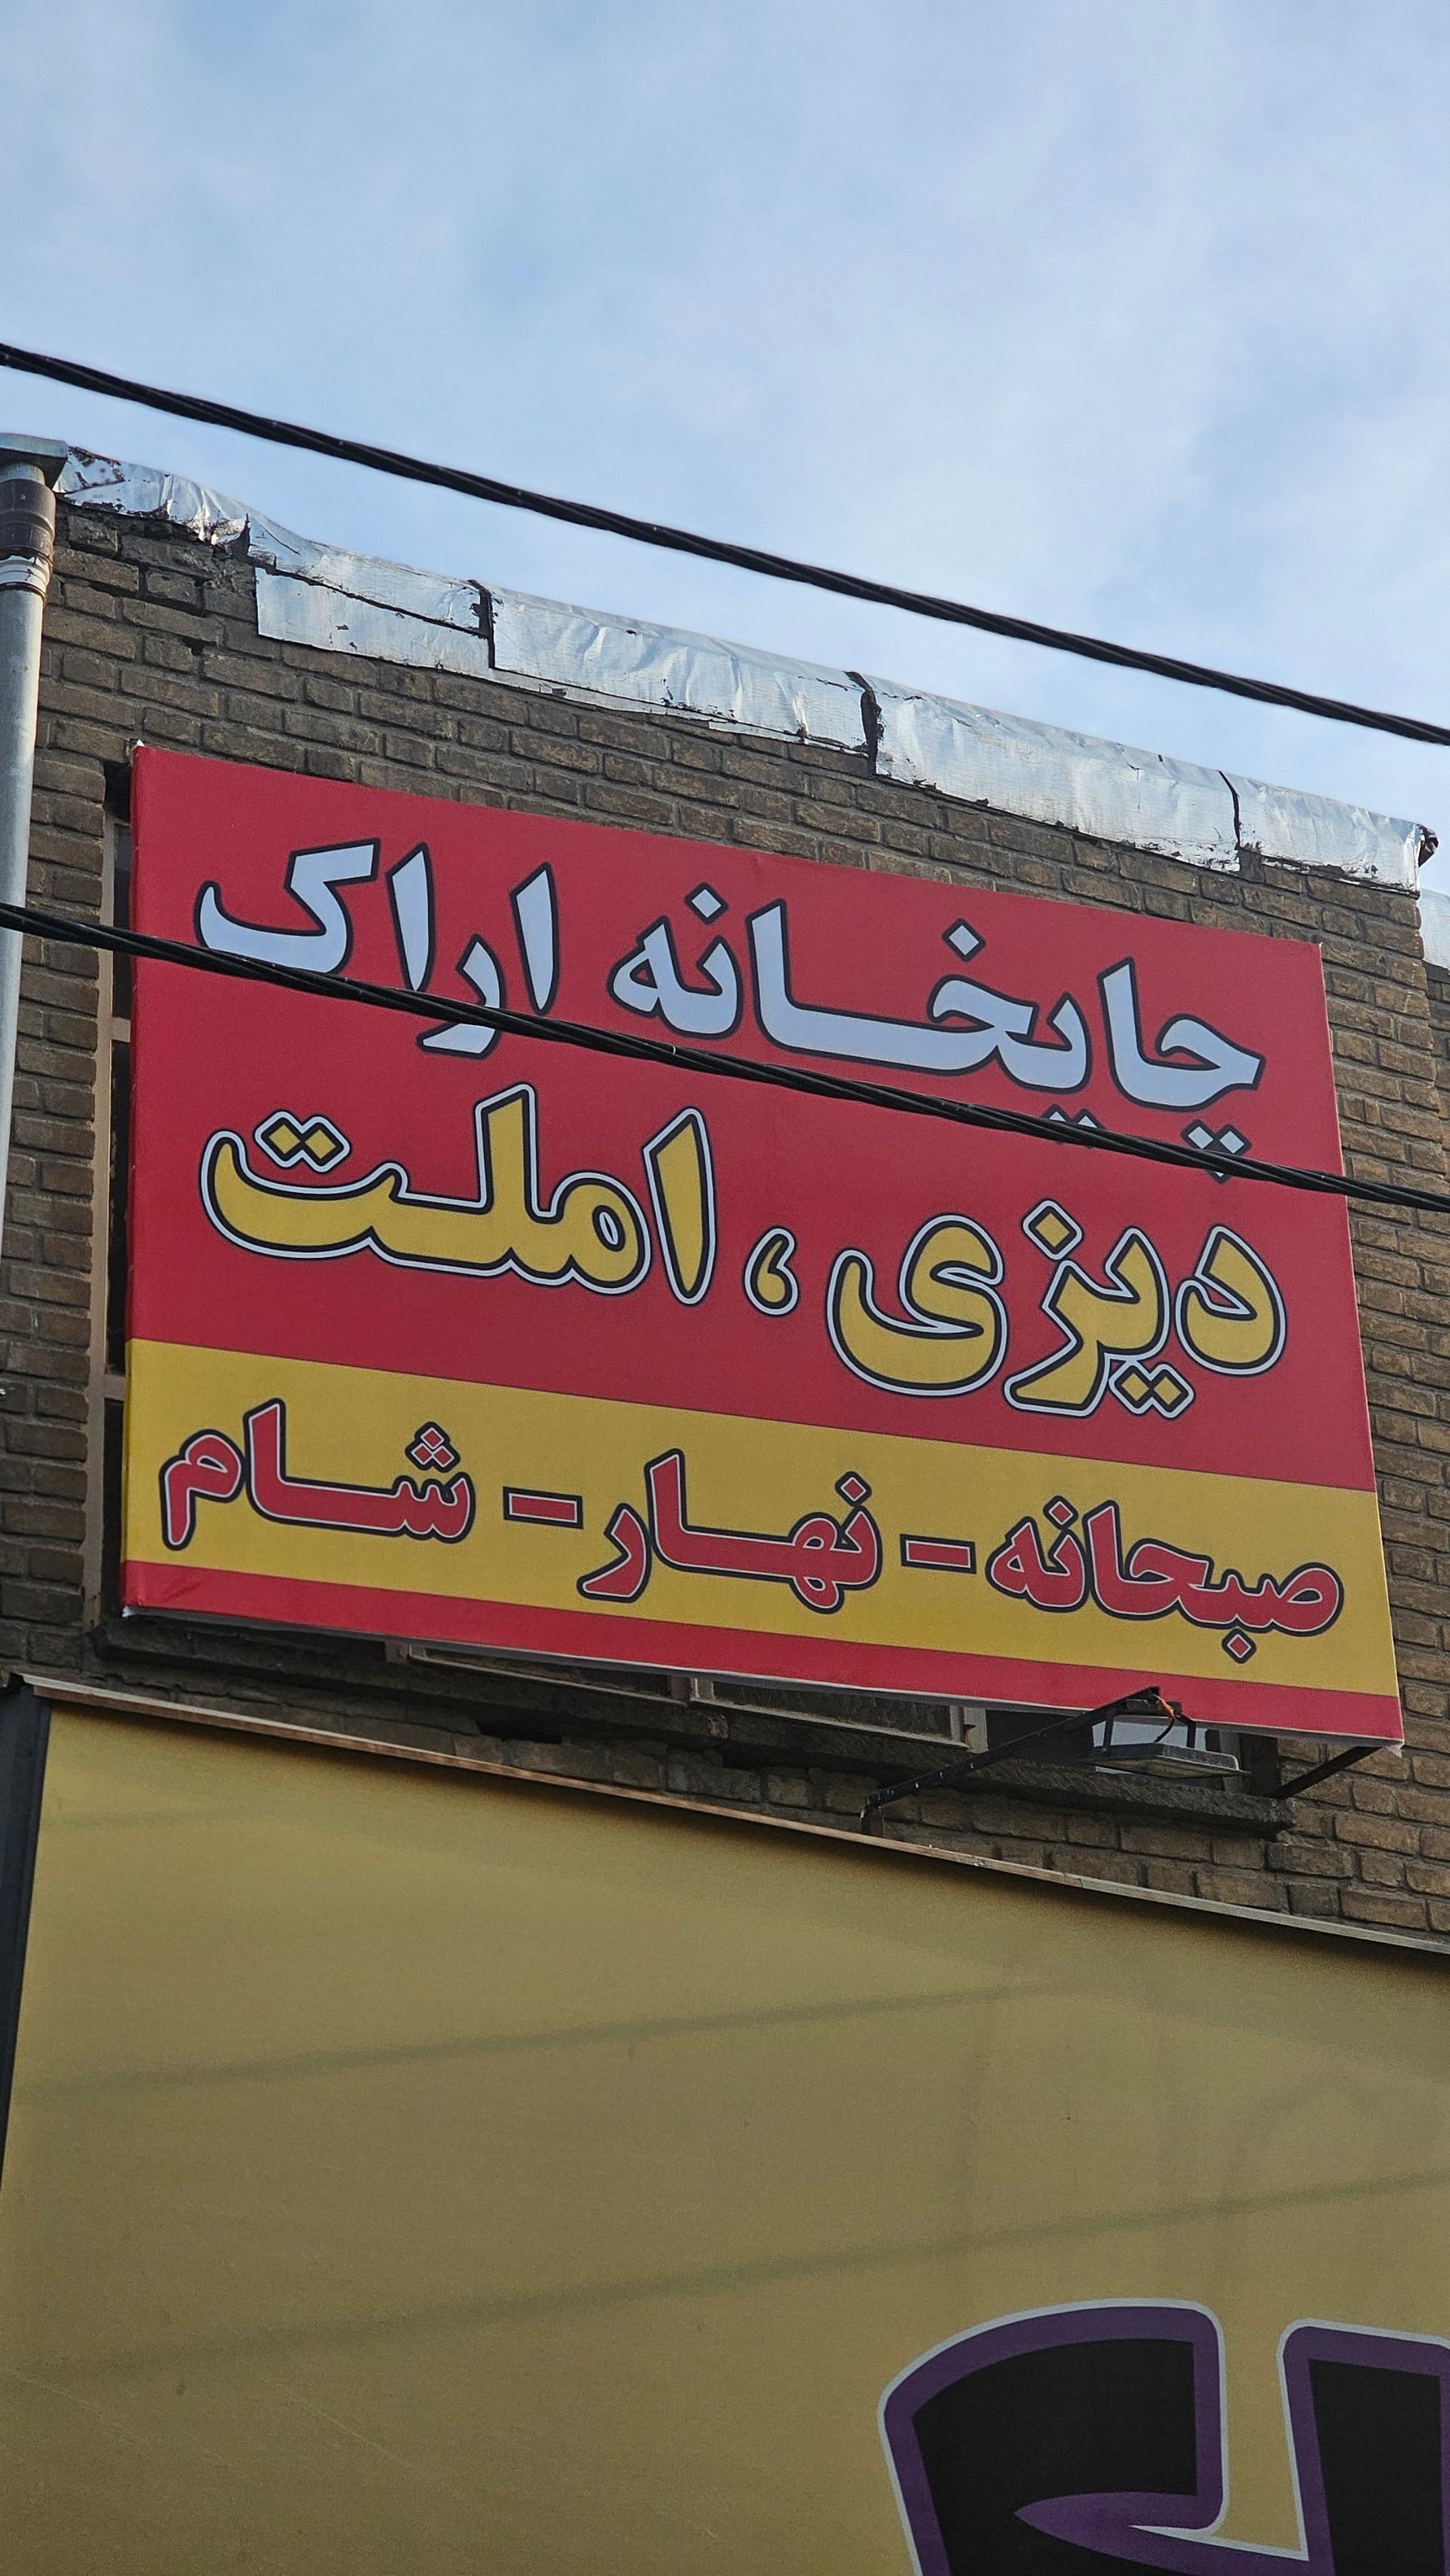 چایخانه اراک
دیزی، املت
صبحانه - نهار - شام